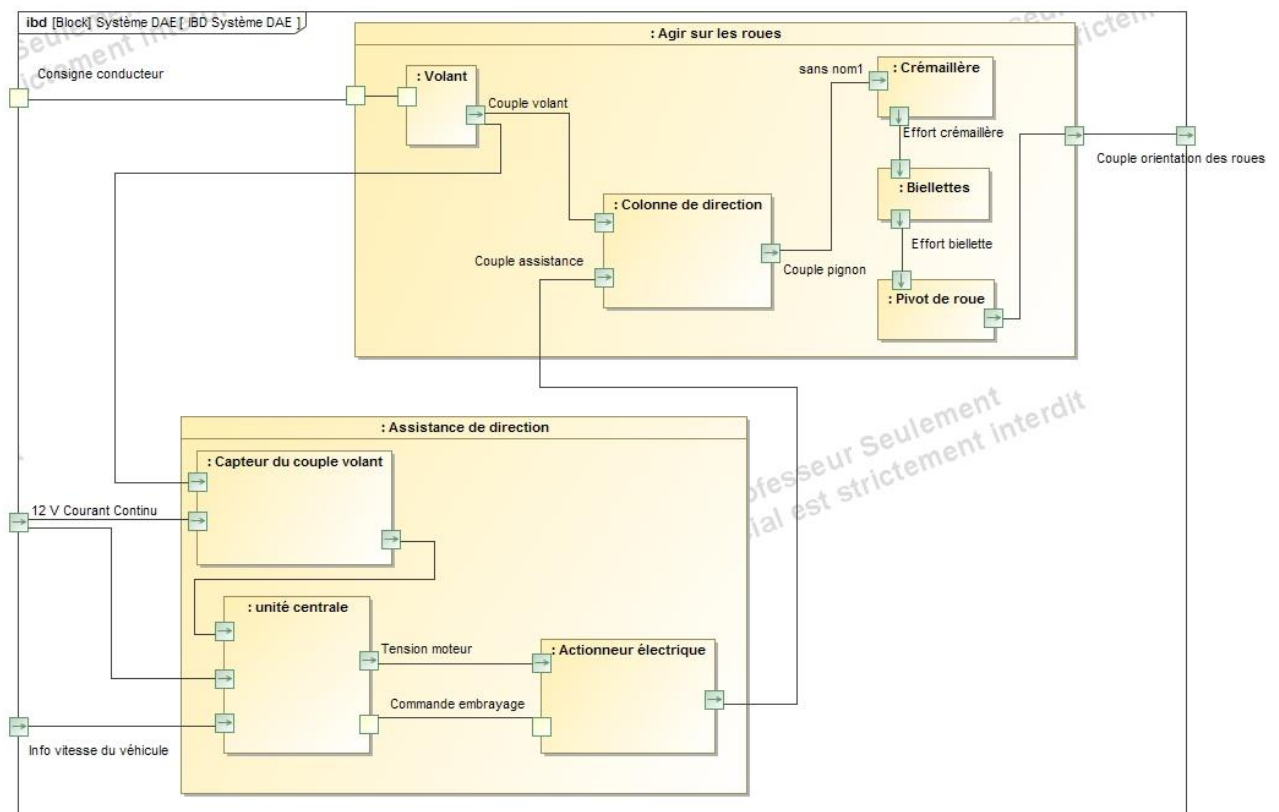 ibd [Block] Système DAE[ IBD Système DAE ]
: Agir sur les roues
Consigne conducteur
: Volant
Couple volant
sans nom1
: Crémaillère
Effort crémaillère
Couple orientation des roues
: Biellettes
: Colonne de direction
Effort biellette
Couple assistance
Couple pignon
: Pivot de roue
: Assistance de direction
: Capteur du couple volant
12 V Courant Continu
: unité centrale
Tension moteur
: Actionneur électrique
Commande embrayage
Info vitesse du véhicule
Seulement
strictement interdit